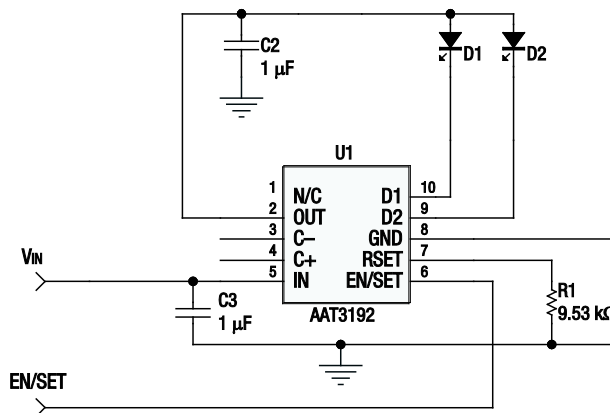 C2
1 µF
D1
D2
U1
1 N/C D1 10
2 OUT D2 9
3 C– GND 8
4 C+ RSET 7
5 IN EN/SET 6
AAT3192
VIN
C3
1 µF
R1
9.53 kΩ
EN/SET